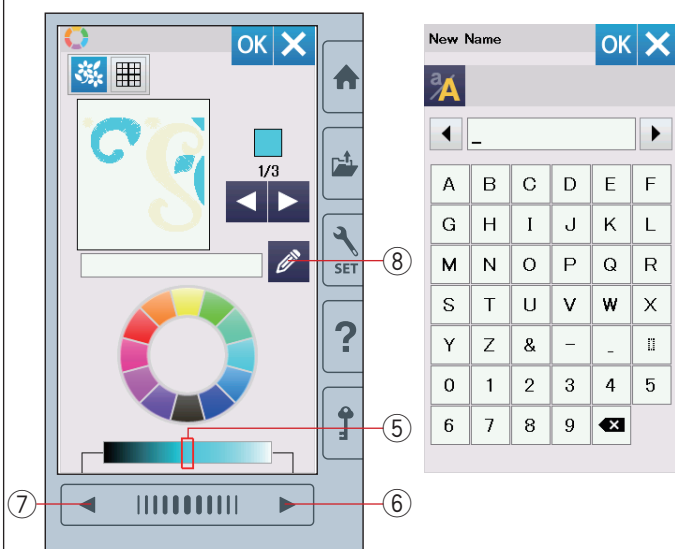 OK
1/3
SET
?
⑧
⑤
⑦
⑥
New Name
OK
a/A
_
A B C D E F
G H I J K L
M N O P Q R
S T U V W X
Y Z & – _
0 1 2 3 4 5
6 7 8 9